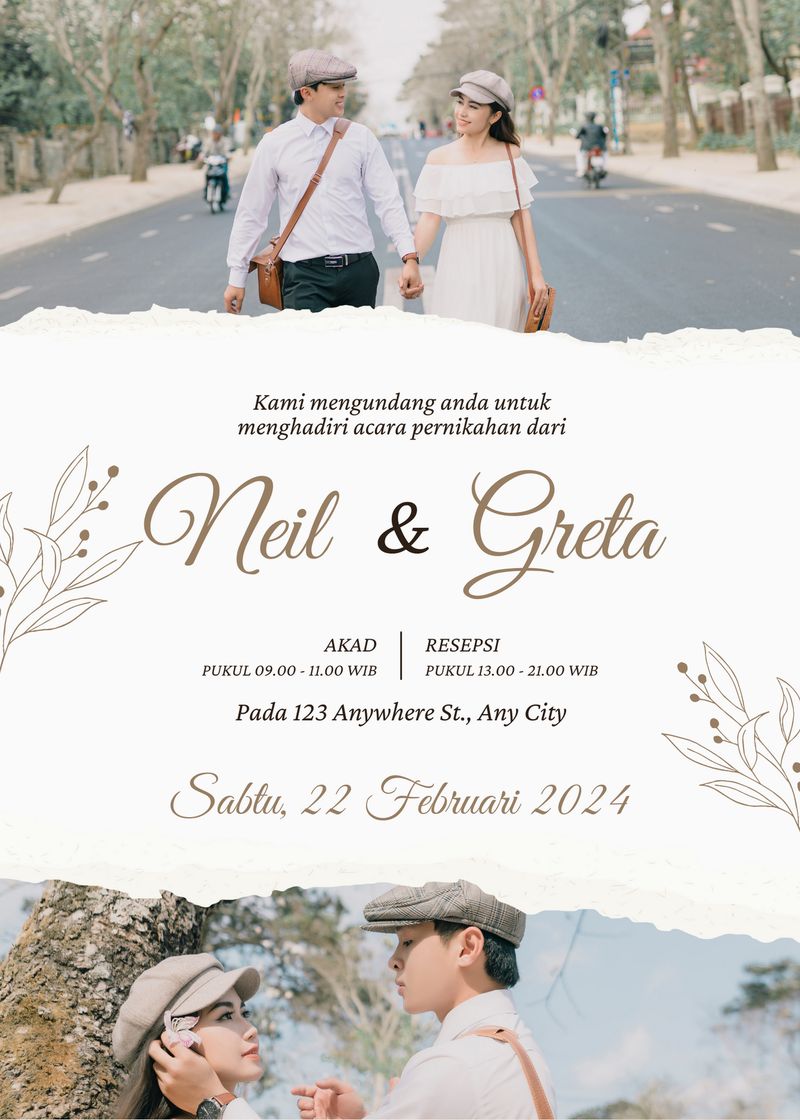 Kami mengundang anda untuk
menghadiri acara pernikahan dari
Neil & Greta
AKAD
PUKUL 09.00 - 11.00 WIB
RESEPSI
PUKUL 13.00 - 21.00 WIB
Pada 123 Anywhere St., Any City
Sabtu, 22 Februari 2024